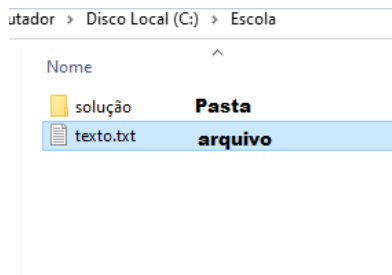 utador > Disco Local (C:) > Escola
Nome
solução Pasta
texto.txt arquivo